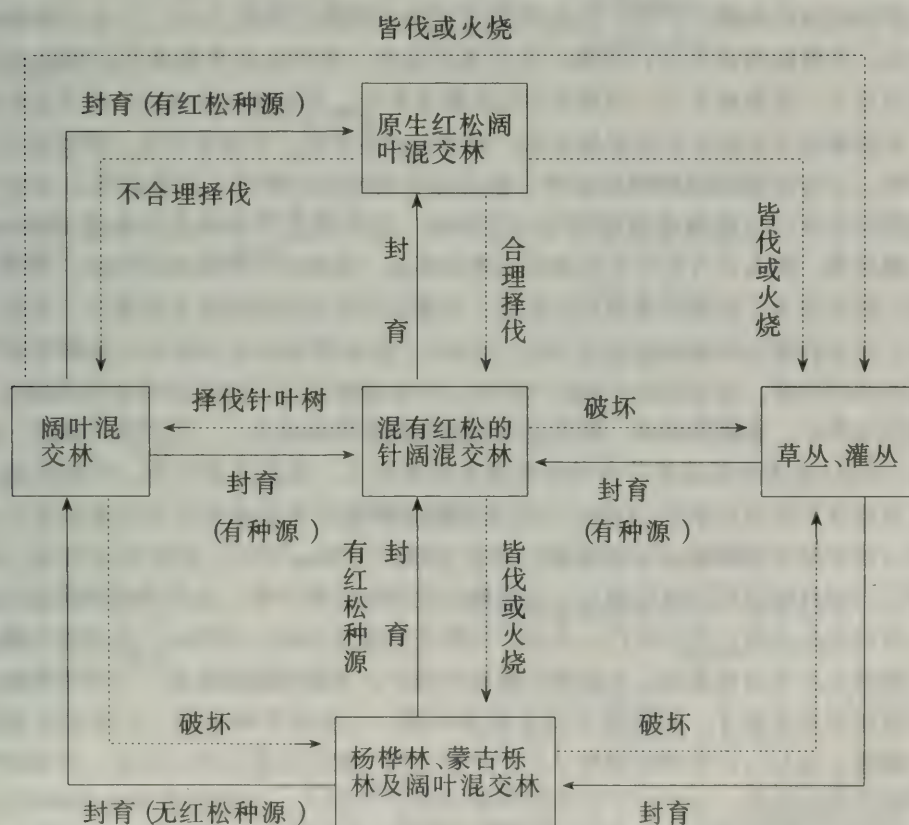 皆伐或火烧
封育(有红松种源)
原生红松阔
叶混交林
不合理择伐
封育
合理择伐
皆伐或火烧
阔叶混
交林
择伐针叶树
混有红松的
针阔混交林
破坏
草丛、灌丛
封育
(有种源)
封育
(有种源)
有红松种源
封育
皆伐或火烧
破坏
杨桦林、蒙古栎
林及阔叶混交林
破坏
封育(无红松种源)
封育